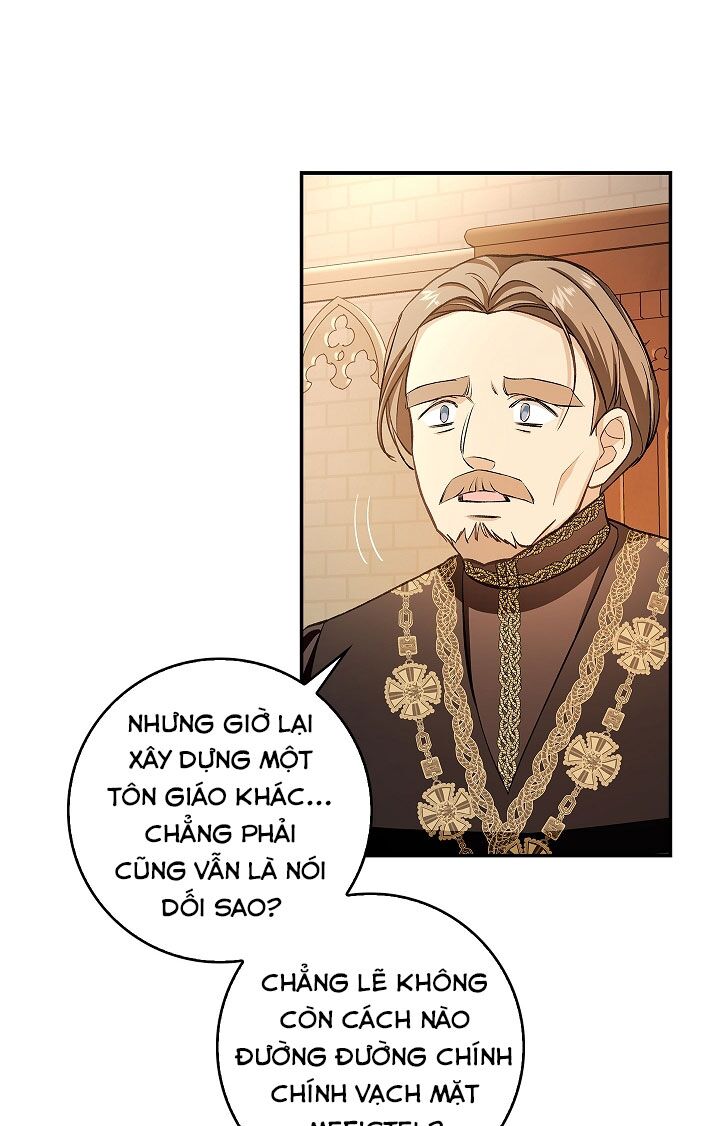 NHƯNG GIỜ LẠI
XÂY DỰNG MỘT
TÔN GIÁO KHÁC...
CHẲNG PHẢI
CŨNG VẪN LÀ NÓI
DỐI SAO?
CHẲNG LẼ KHÔNG
CÒN CÁCH NÀO
ĐƯỜNG ĐƯỜNG CHÍNH
CHÍNH VẠCH MẶT